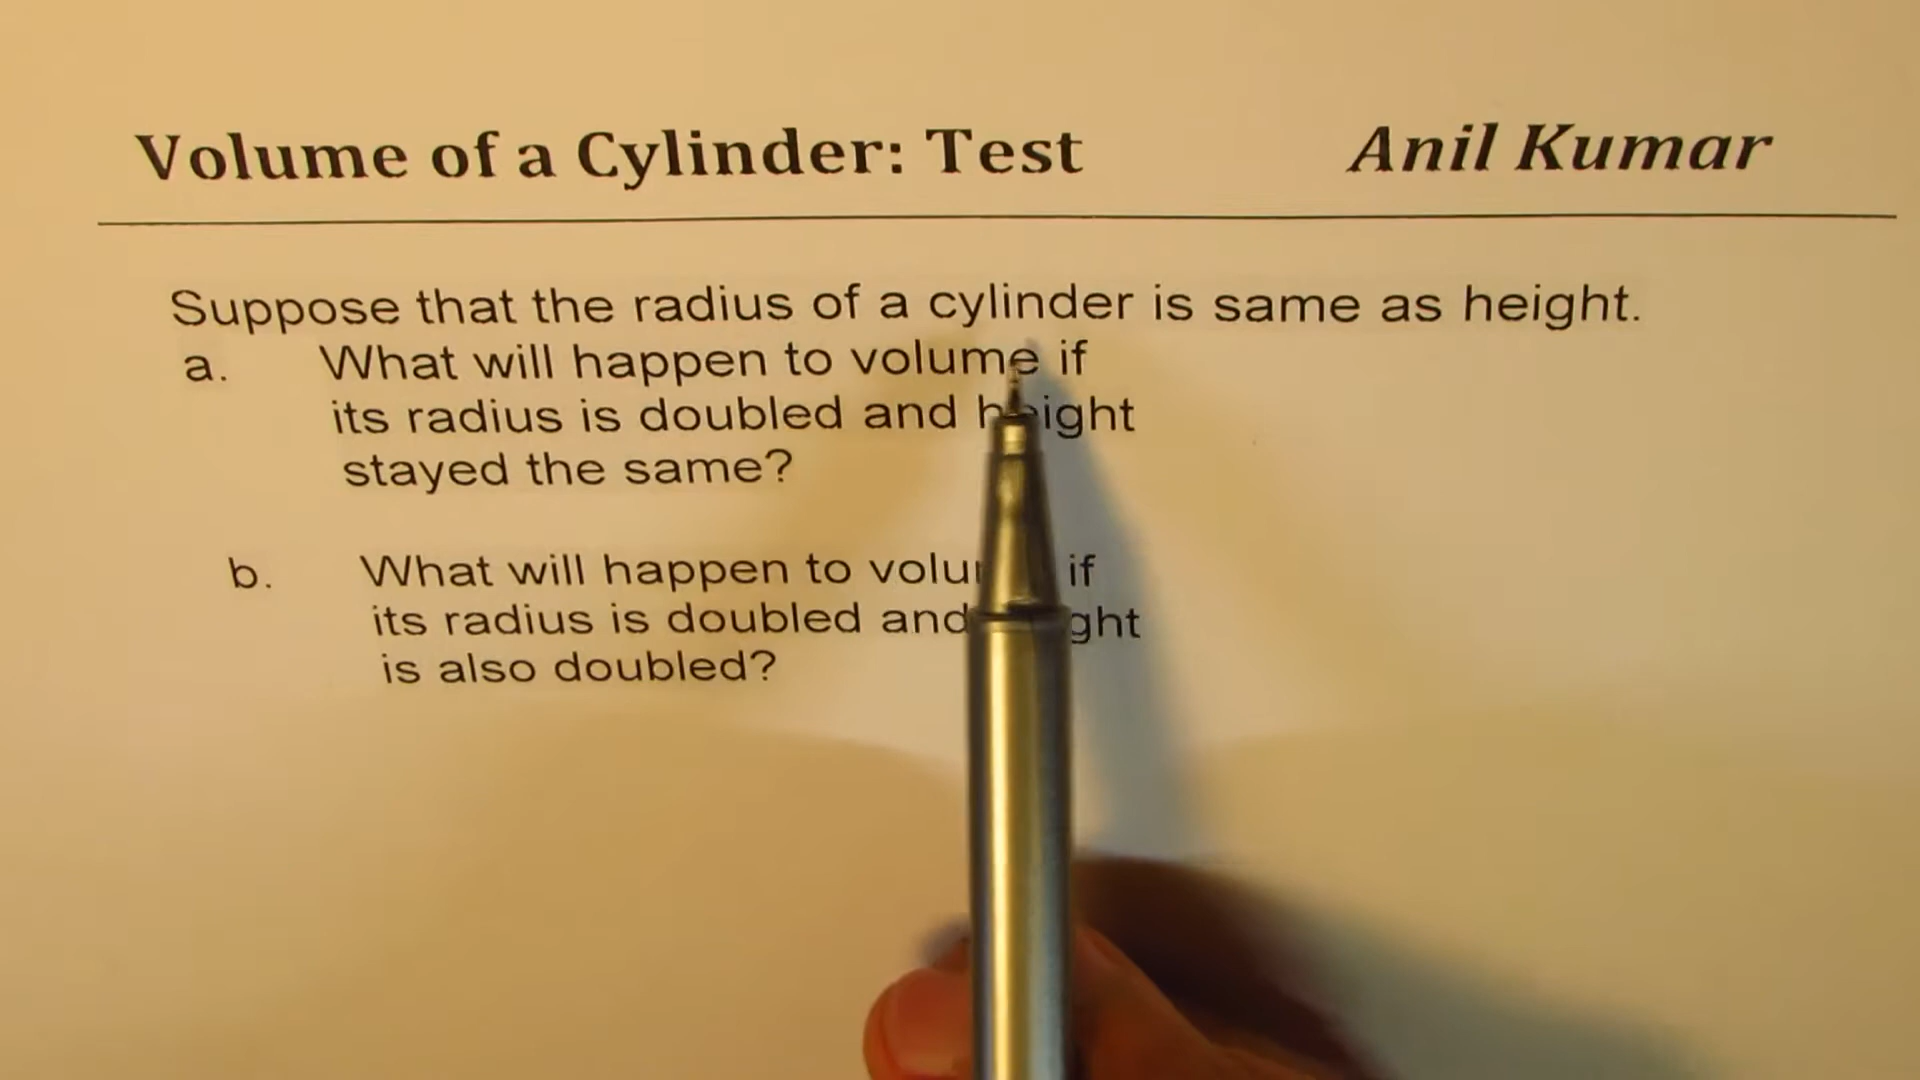 Volume of a Cylinder: Test Anil Kumar
Suppose that the radius of a cylinder is same as height.
a. What will happen to volume if
its radius is doubled and height
stayed the same?
b. What will happen to if
its radius is doubled and
is also doubled?